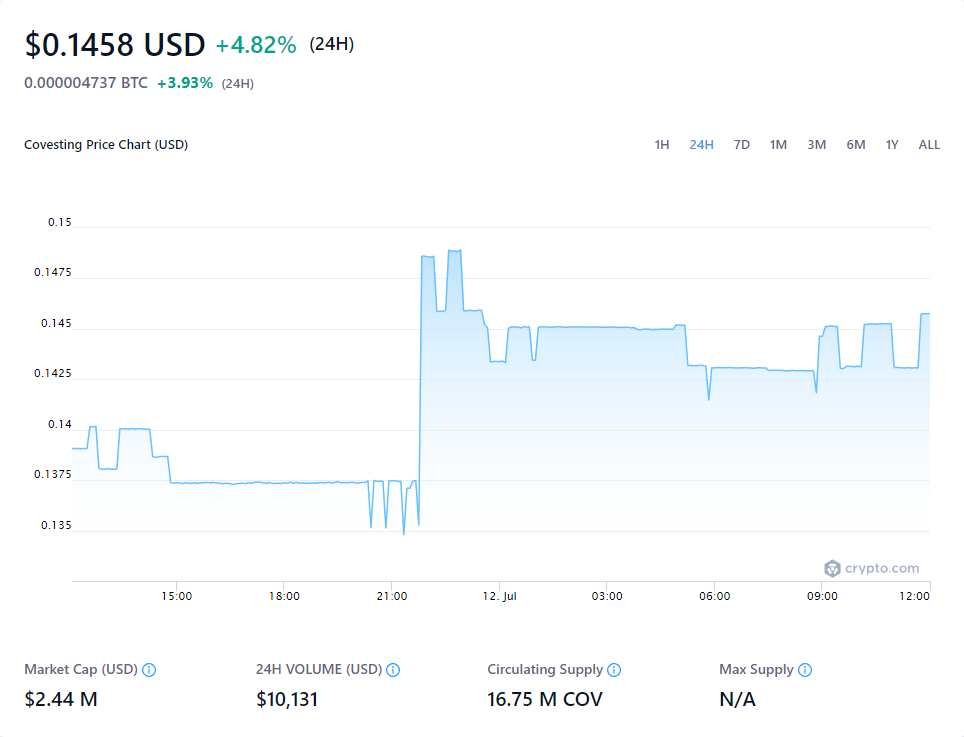 $0.1458 USD +4.82% (24H)
0.000004737 BTC +3.93% (24H)
Covesting Price Chart (USD)
1H 24H 7D 1M 3M 6M 1Y ALL
0.15
0.1475
0.145
0.1425
0.14
0.1375
0.135
crypto.com
15:00 18:00 21:00 12. Jul 03:00 06:00 09:00 12:00
Market Cap (USD) 24H VOLUME (USD) Circulating Supply Max Supply
$2.44 M $10,131 16.75 M COV N/A